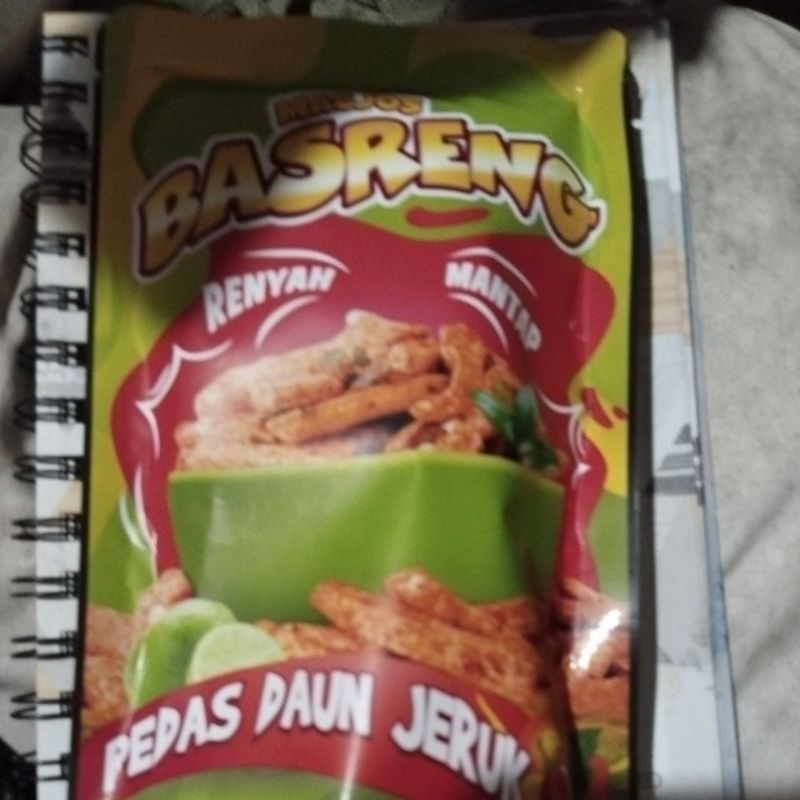 BASRENG
RENYAH
MANTAP
PEDAS DAUN JERUK